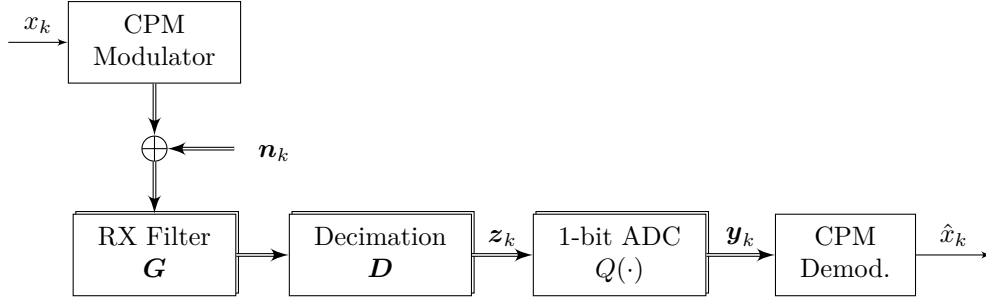 x_k
CPM
Modulator
n_k
RX Filter
G
Decimation
D
z_k
1-bit ADC
Q(·)
y_k
CPM
Demod.
x̂_k